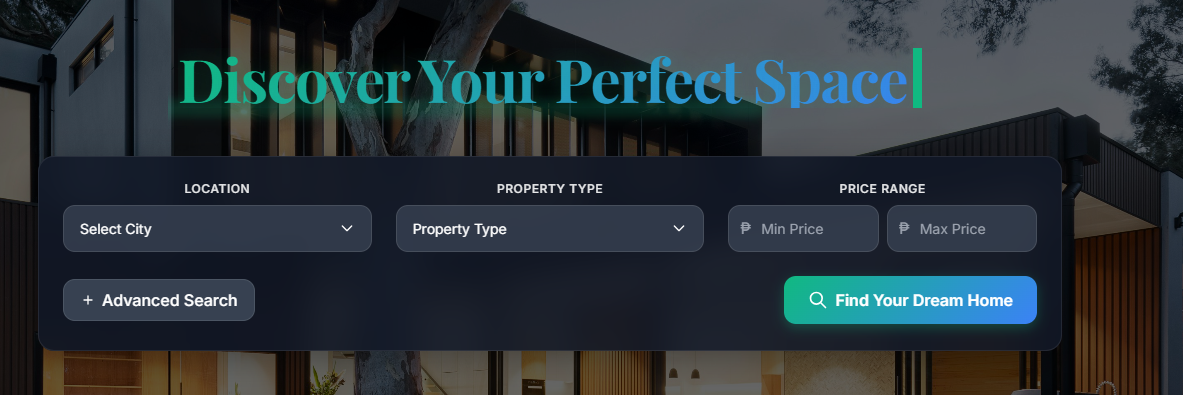 Discover Your Perfect Space
LOCATION
PROPERTY TYPE
PRICE RANGE
Select City
Property Type
₱ Min Price
₱ Max Price
+ Advanced Search
Find Your Dream Home